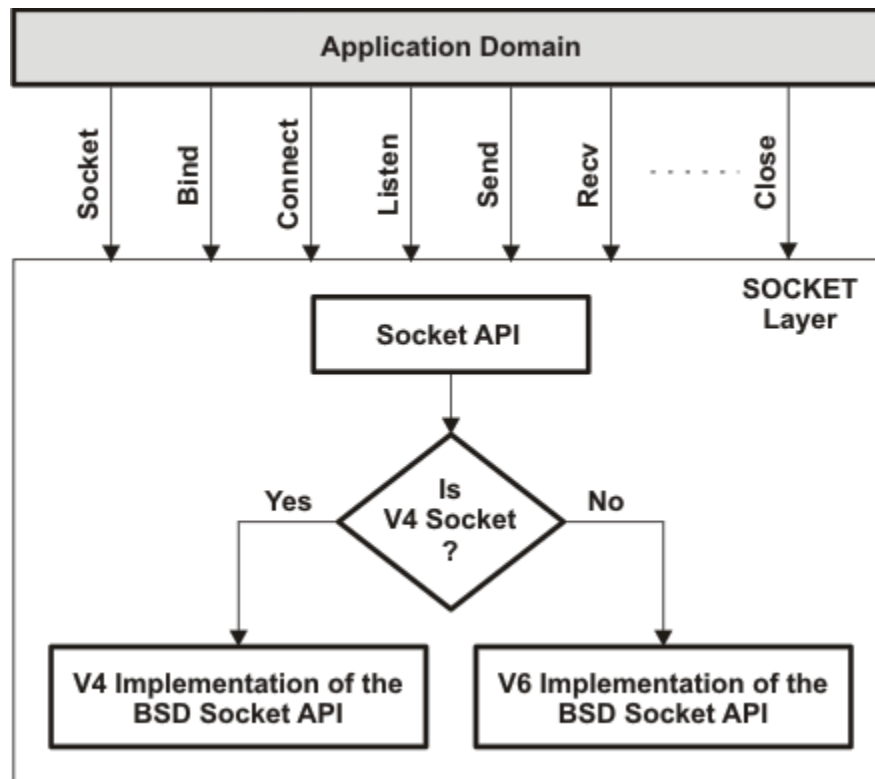 Application Domain
Socket
Bind
Connect
Listen
Send
Recv
Close
SOCKET
Layer
Socket API
Is
V4 Socket
?
Yes
No
V4 Implementation of the
BSD Socket API
V6 Implementation of the
BSD Socket API